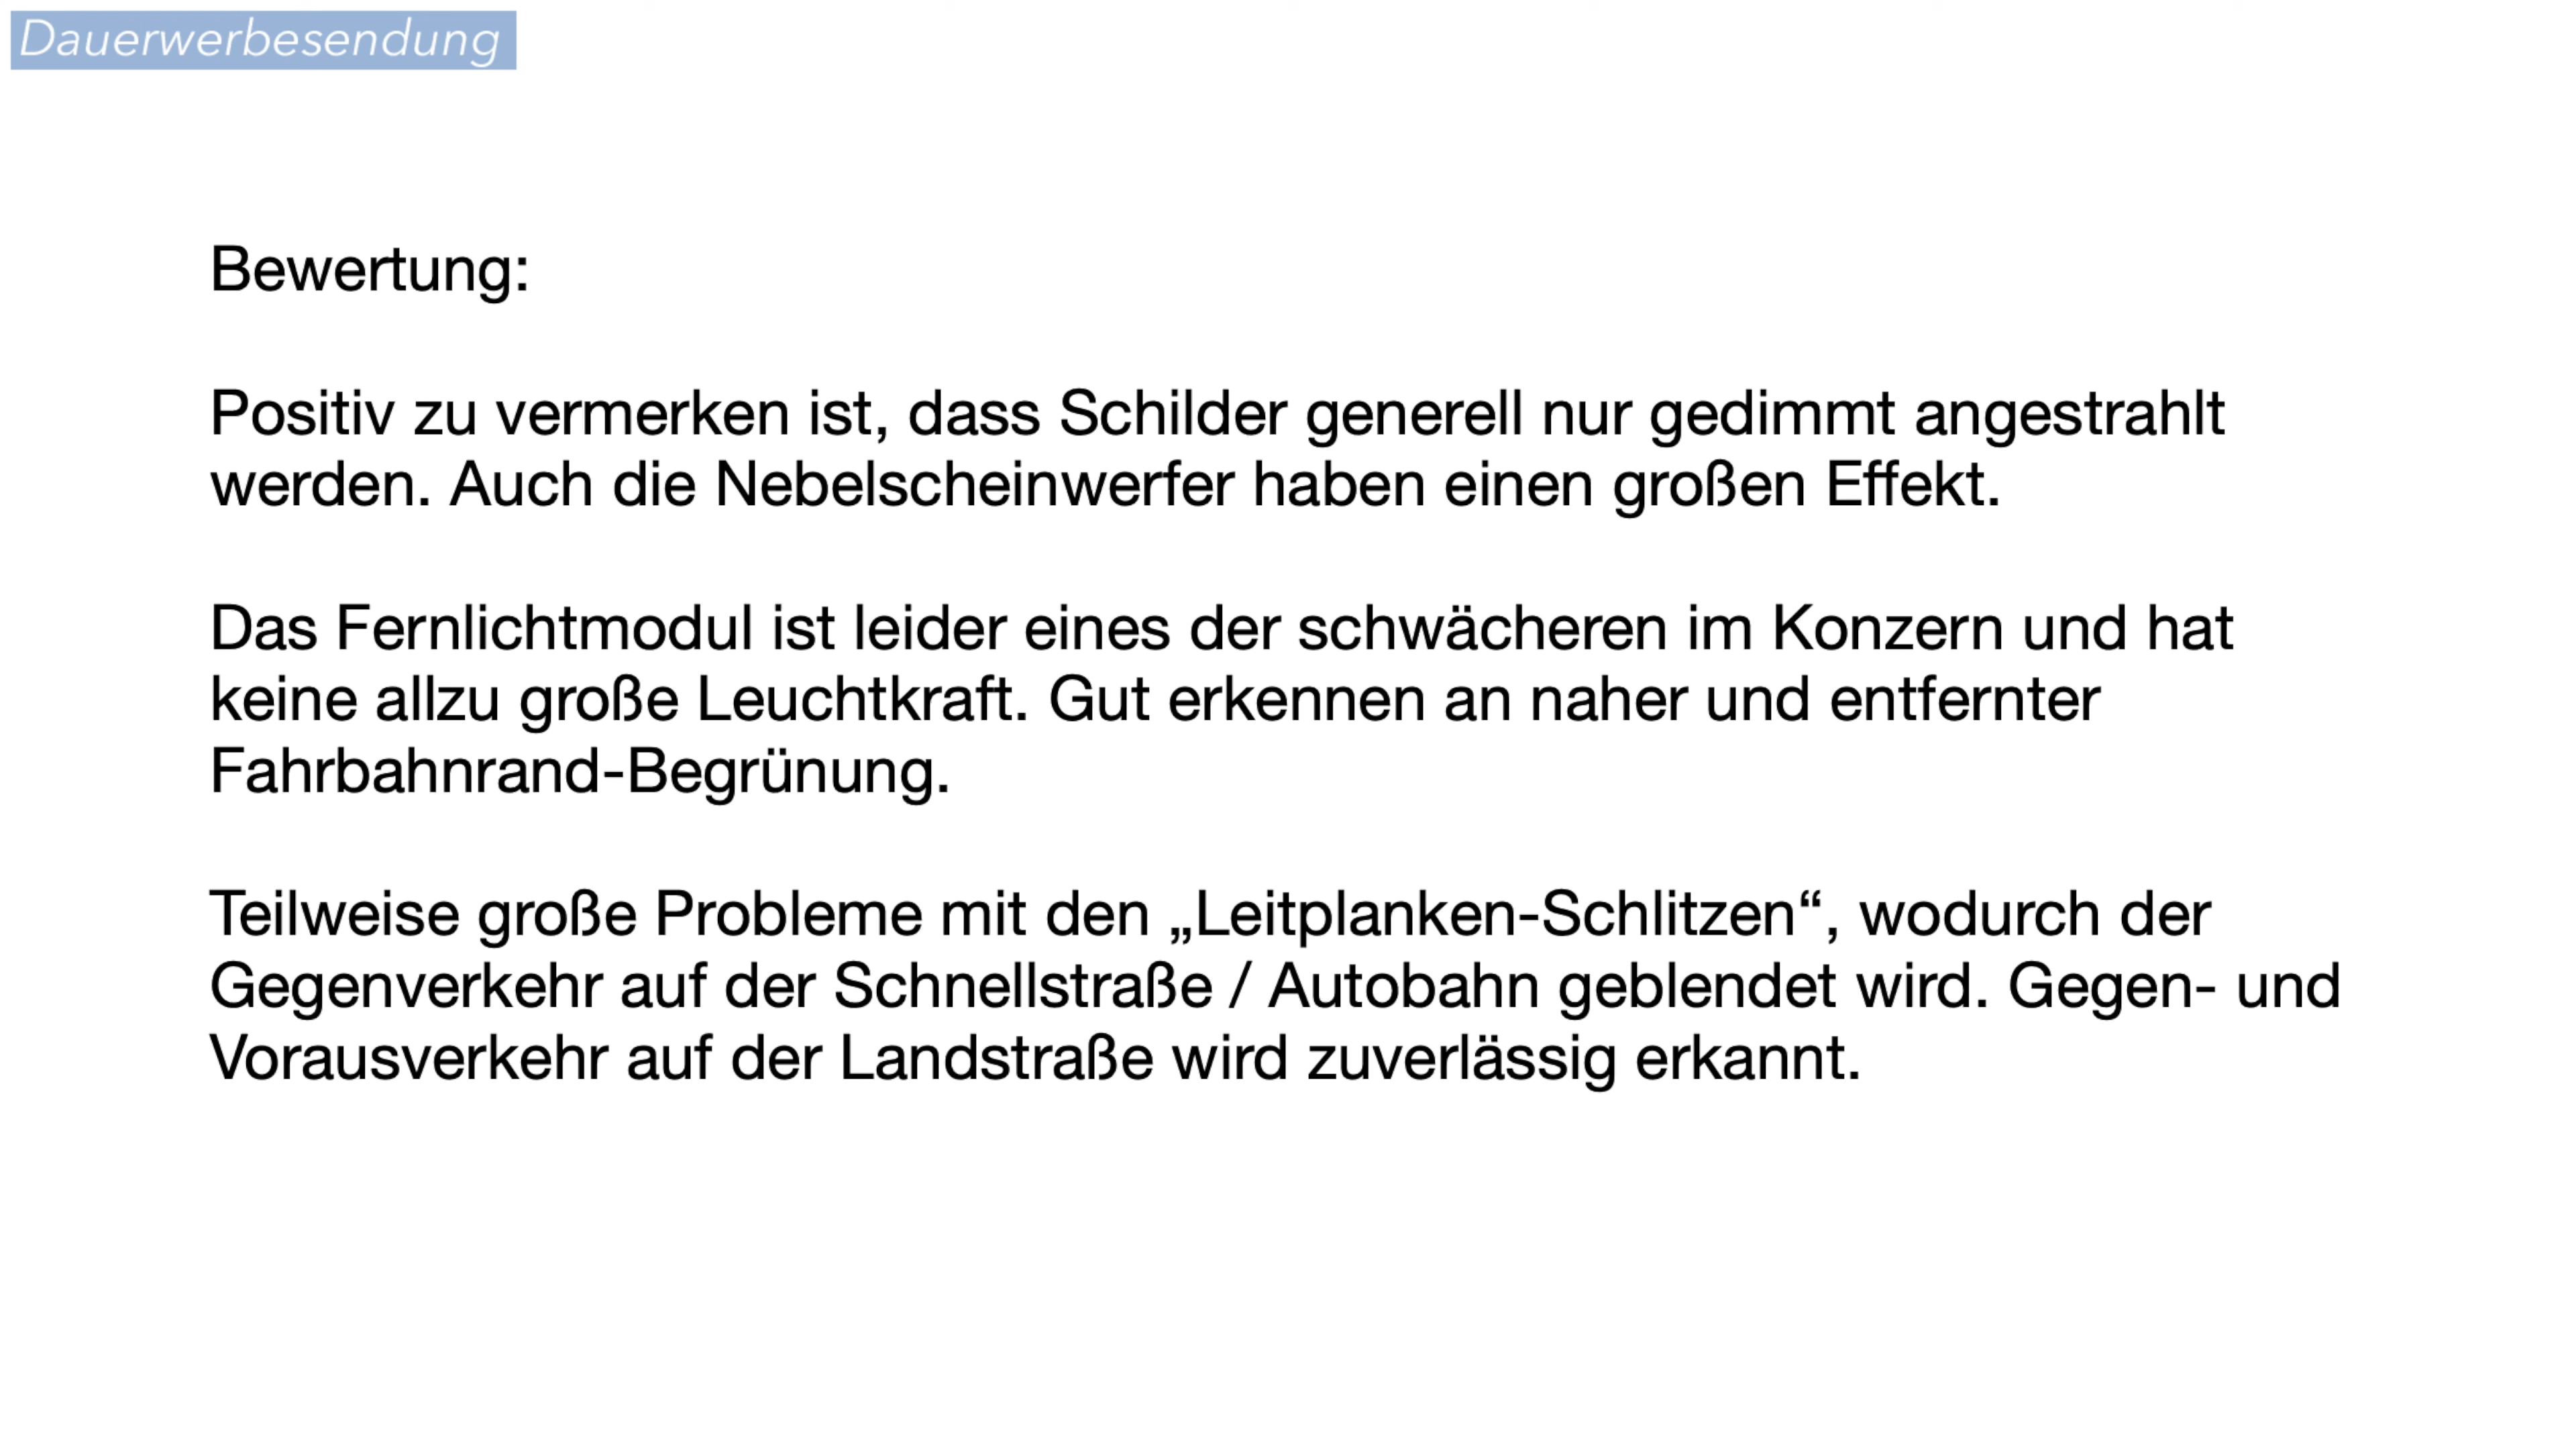 Dauerwerbesendung
Bewertung:
Positiv zu vermerken ist, dass Schilder generell nur gedimmt angestrahlt
werden. Auch die Nebelscheinwerfer haben einen großen Effekt.
Das Fernlichtmodul ist leider eines der schwächeren im Konzern und hat
keine allzu große Leuchtkraft. Gut erkennen an naher und entfernter
Fahrbahnrand-Begrünung.
Teilweise große Probleme mit den „Leitplanken-Schlitzen“, wodurch der
Gegenverkehr auf der Schnellstraße / Autobahn geblendet wird. Gegen- und
Vorausverkehr auf der Landstraße wird zuverlässig erkannt.